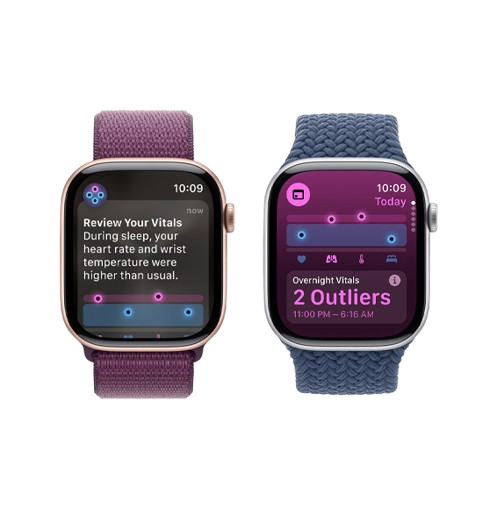 10:09
now
Review Your Vitals
During sleep, your
heart rate and wrist
temperature were
higher than usual.
10:09
Today
Overnight Vitals
2 Outliers
11:00 PM – 6:16 AM